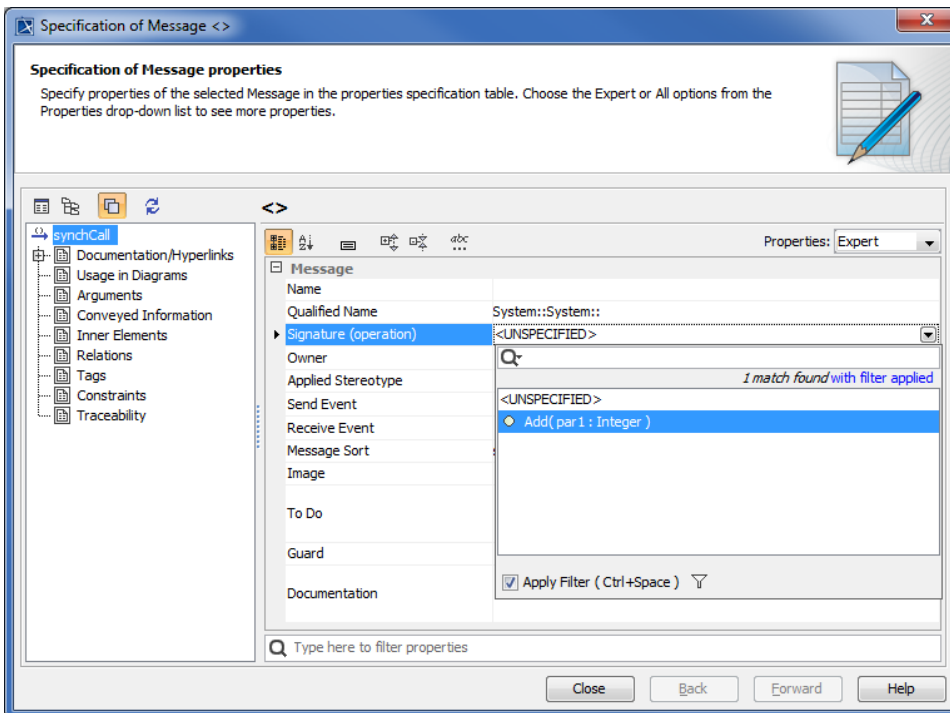 Specification of Message <>
Specification of Message properties
Specify properties of the selected Message in the properties specification table. Choose the Expert or All options from the
Properties drop-down list to see more properties.
<>
synchCall
Documentation/Hyperlinks
Usage in Diagrams
Arguments
Conveyed Information
Inner Elements
Relations
Tags
Constraints
Traceability
Properties: Expert
Message
Name
Qualified Name System::System::
Signature (operation) <UNSPECIFIED>
Owner
Applied Stereotype
Send Event
Receive Event
Message Sort
Image
To Do
Guard
Documentation
1 match found with filter applied
<UNSPECIFIED>
Add( par1 : Integer )
Apply Filter ( Ctrl+Space )
Type here to filter properties
Close Back Forward Help